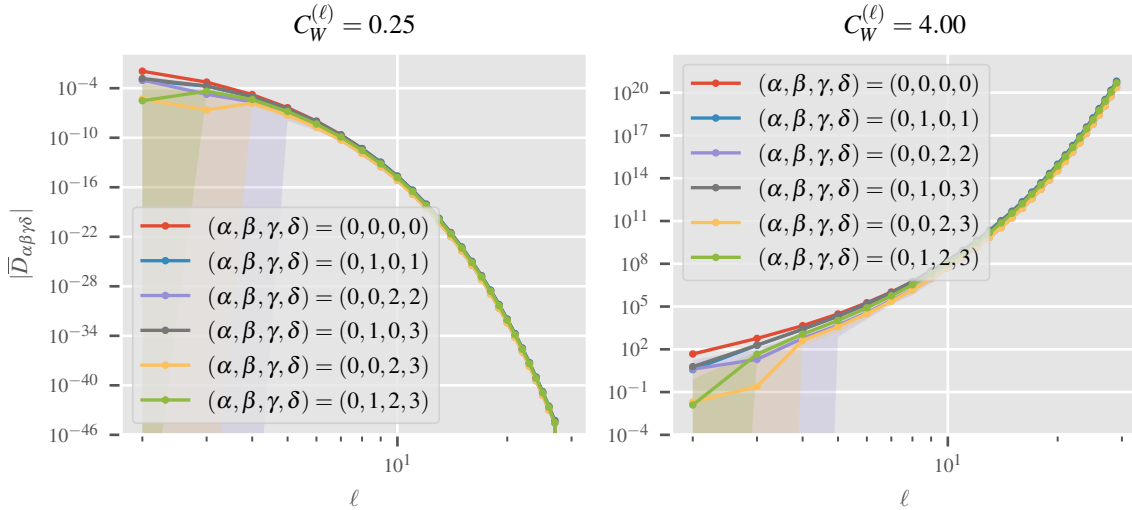 C_W^{(ℓ)} = 0.25
|D̅_{αβγδ}|
10^{-4}
10^{-10}
10^{-16}
10^{-22}
10^{-28}
10^{-34}
10^{-40}
10^{-46}
(α,β,γ,δ) = (0,0,0,0)
(α,β,γ,δ) = (0,1,0,1)
(α,β,γ,δ) = (0,0,2,2)
(α,β,γ,δ) = (0,1,0,3)
(α,β,γ,δ) = (0,0,2,3)
(α,β,γ,δ) = (0,1,2,3)
10^1
ℓ
C_W^{(ℓ)} = 4.00
10^{20}
10^{17}
10^{14}
10^{11}
10^8
10^5
10^2
10^{-1}
10^{-4}
(α,β,γ,δ) = (0,0,0,0)
(α,β,γ,δ) = (0,1,0,1)
(α,β,γ,δ) = (0,0,2,2)
(α,β,γ,δ) = (0,1,0,3)
(α,β,γ,δ) = (0,0,2,3)
(α,β,γ,δ) = (0,1,2,3)
10^1
ℓ